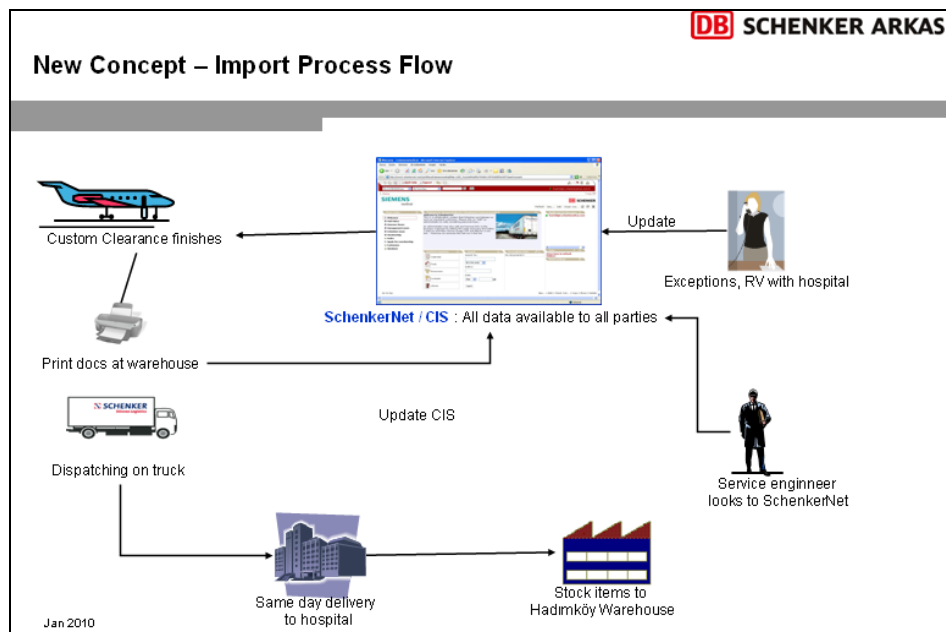 DB SCHENKER ARKAS
New Concept – Import Process Flow
SIEMENS
Custom Clearance finishes
Update
Exceptions, RV with hospital
SchenkerNet / CIS : All data available to all parties
Print docs at warehouse
SCHENKER
Update CIS
Dispatching on truck
Service enginneer
looks to SchenkerNet
Same day delivery
to hospital
Stock items to
Hadımköy Warehouse
Jan 2010